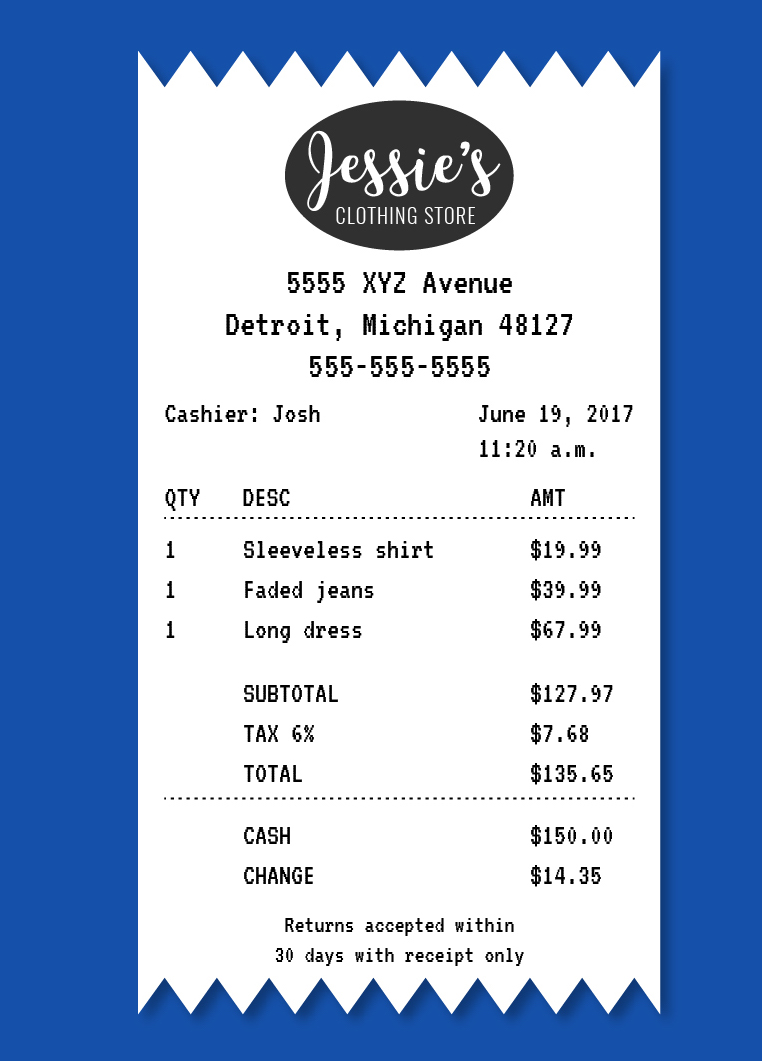 Jessie's
CLOTHING STORE
5555 XYZ Avenue
Detroit, Michigan 48127
555-555-5555
Cashier: Josh June 19, 2017
11:20 a.m.
QTY DESC AMT
1 Sleeveless shirt $19.99
1 Faded jeans $39.99
1 Long dress $67.99
SUBTOTAL $127.97
TAX 6% $7.68
TOTAL $135.65
CASH $150.00
CHANGE $14.35
Returns accepted within
30 days with receipt only